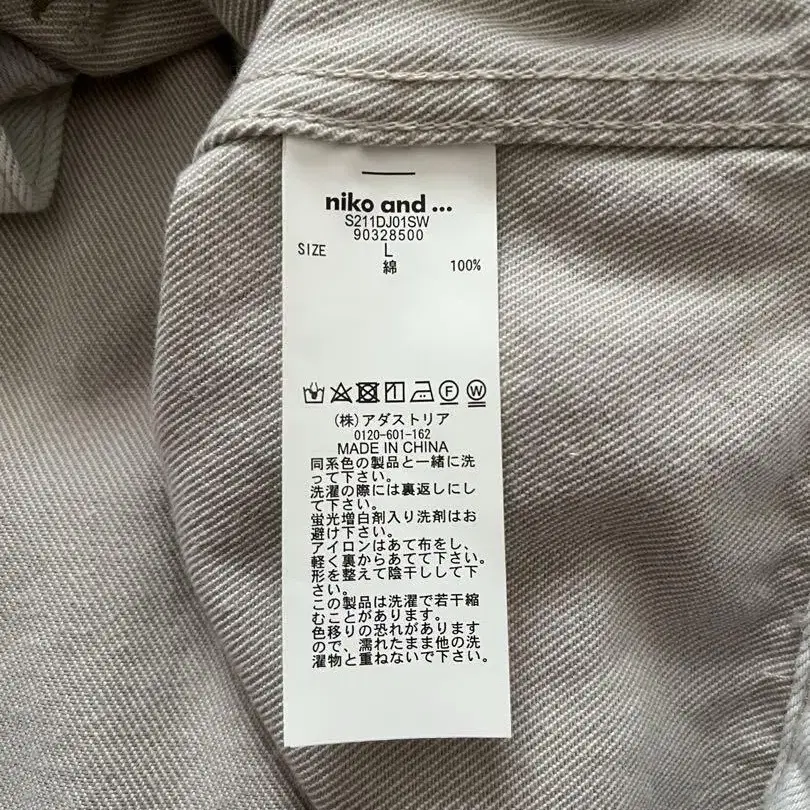 niko and ...
S211DJ01SW
90328500
SIZE L
綿 100%
F W
(株)アダストリア
0120-601-162
MADE IN CHINA
同系色の製品と一緒に洗
って下さい。
洗濯の際には裏返しにし
て下さい。
蛍光増白剤入り洗剤はお
避け下さい。
アイロンはあて布をし、
軽く裏からあてて下さい。
形を整えて陰干しして下
さい。
この製品は洗濯で若干縮
むことがあります。
色移りの恐れがあります
ので、濡れたまま他の洗
濯物と重ねないで下さい。